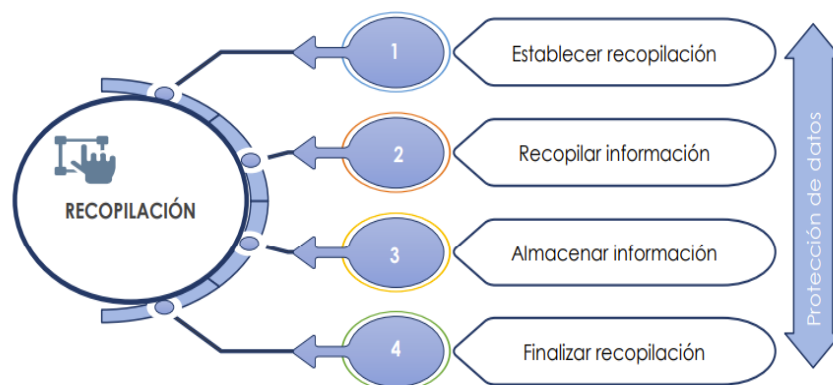 RECOPILACIÓN
1
Establecer recopilación
2
Recopilar información
3
Almacenar información
4
Finalizar recopilación
Protección de datos